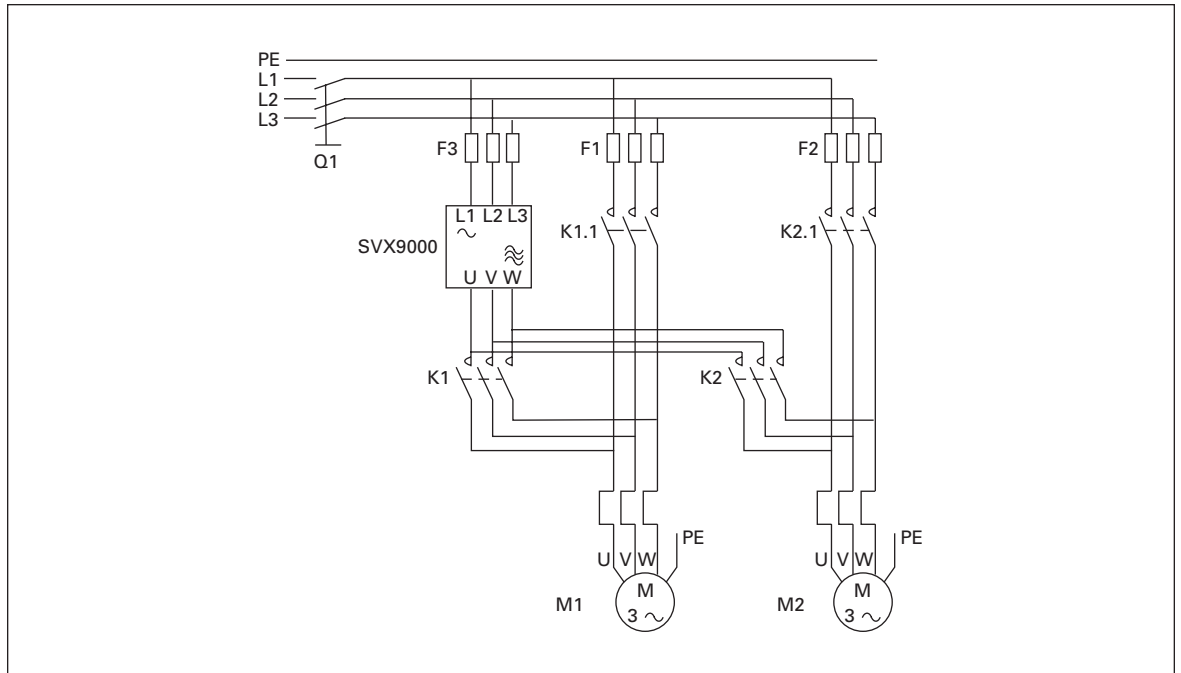 PE
L1
L2
L3
Q1
F3
F1
F2
L1 L2 L3
SVX9000
U V W
K1.1
K2.1
K1
K2
U V W
PE
U V W
PE
M1
M
3
M2
M
3